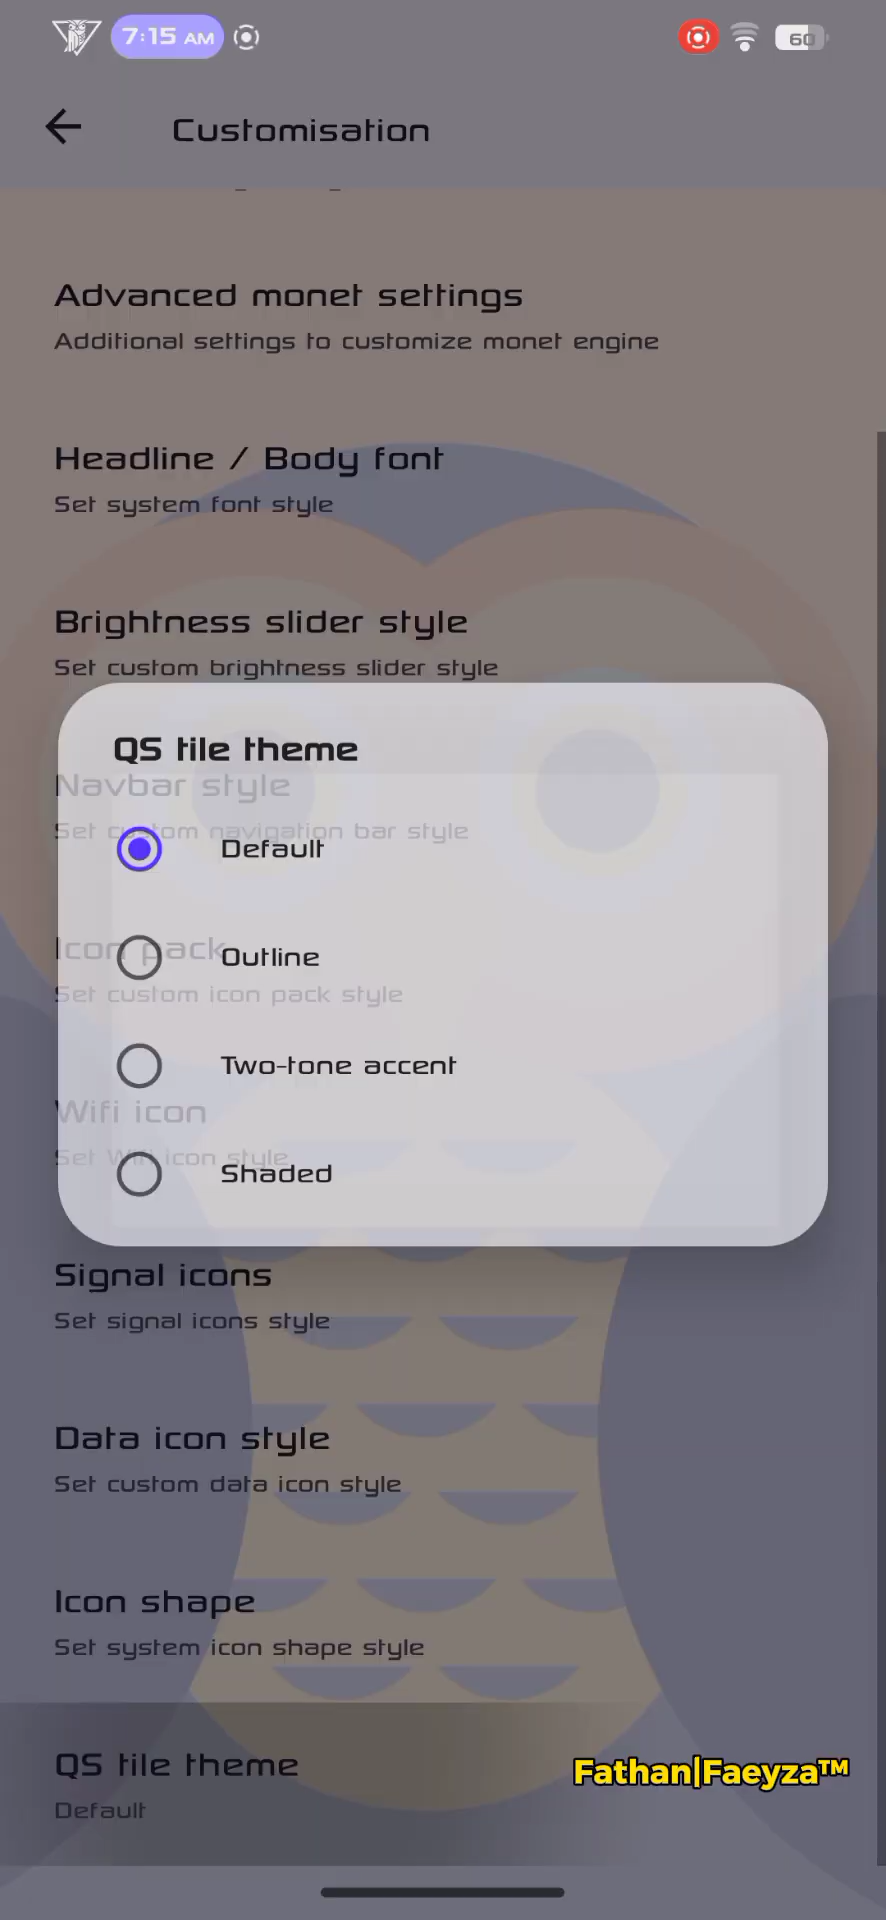 7:15 AM
60
Customisation
Advanced monet settings
Additional settings to customize monet engine
Headline / Body font
Set system font style
Brightness slider style
Set custom brightness slider style
QS tile theme
Navbar style
Set custom navigation bar style
Default
Icon pack
Outline
Set custom icon pack style
Two-tone accent
Wifi icon
Set Wifi icon style
Shaded
Signal icons
Set signal icons style
Data icon style
Set custom data icon style
Icon shape
Set system icon shape style
QS tile theme
Default
Fathan|Faeyza™